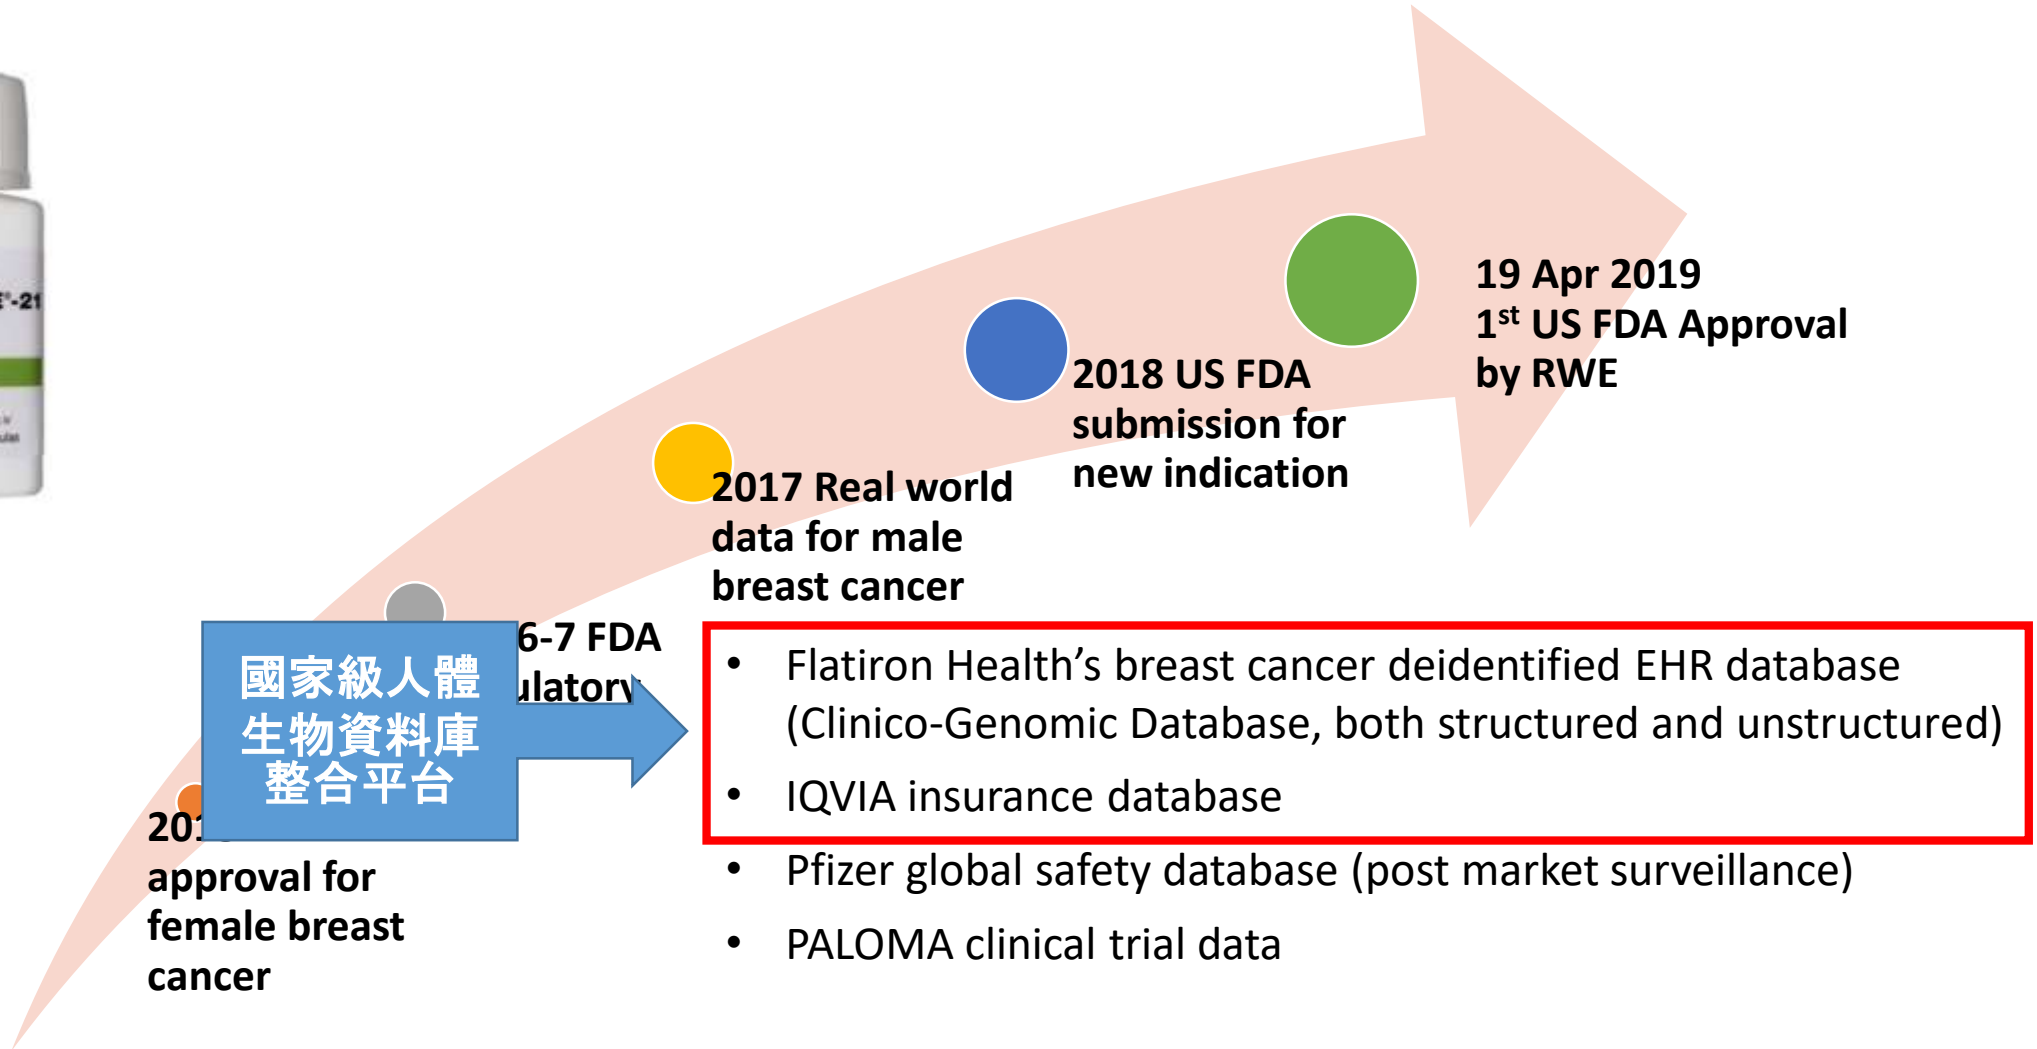 -21
19 Apr 2019
1st US FDA Approval
by RWE
2018 US FDA
submission for
new indication
2017 Real world
data for male
breast cancer
6-7 FDA
ulatory
國家級人體
生物資料庫
整合平台
201
approval for
female breast
cancer
• Flatiron Health’s breast cancer deidentified EHR database
(Clinico-Genomic Database, both structured and unstructured)
• IQVIA insurance database
• Pfizer global safety database (post market surveillance)
• PALOMA clinical trial data